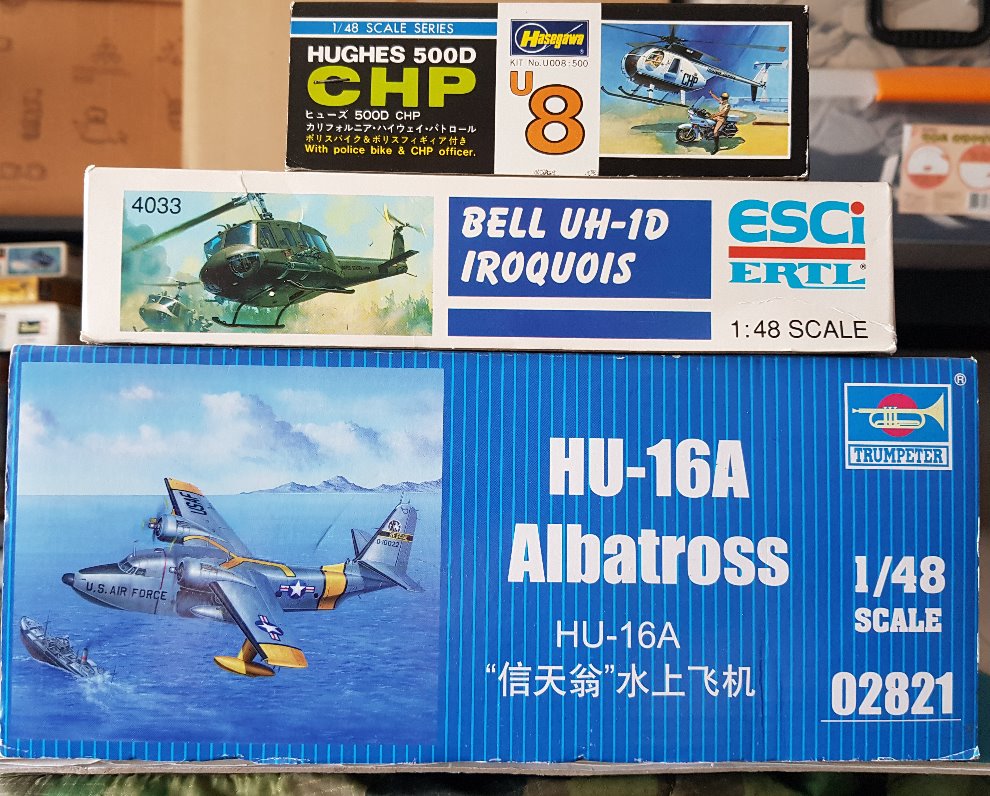 1/48 SCALE SERIES
HUGHES 500D
CHP
ヒューズ 500D CHP
カリフォルニア・ハイウェイ・パトロール
ポリスバイク&ポリスフィギィア付き
With police bike & CHP officer.
Hasegawa
KIT No.U008:500
U
8
CHP
4033
BELL UH-1D
IROQUOIS
ESCi
ERTL®
1:48 SCALE
USAF
U.S. AIR FORCE
HU-16A
Albatross
HU-16A
“信天翁”水上飞机
®
TRUMPETER
1/48
SCALE
02821